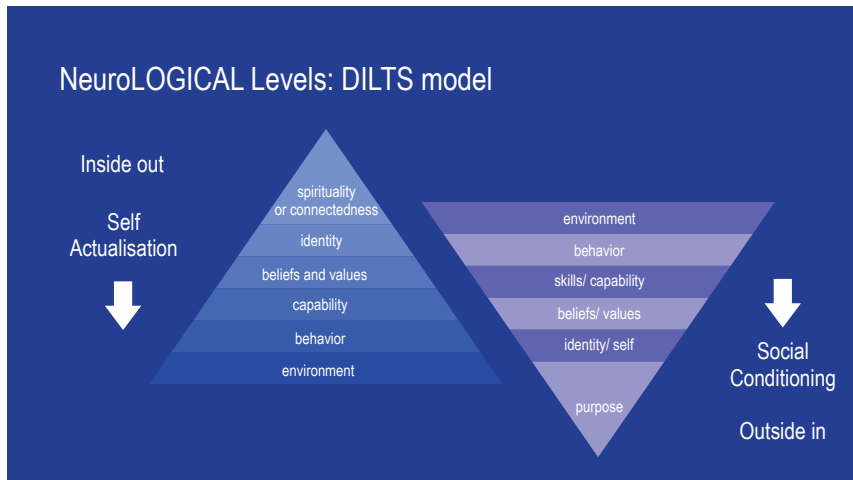 NeuroLOGICAL Levels: DILTS model
Inside out
Self
Actualisation
spirituality
or connectedness
identity
beliefs and values
capability
behavior
environment
environment
behavior
skills/ capability
beliefs/ values
identity/ self
purpose
Social
Conditioning
Outside in